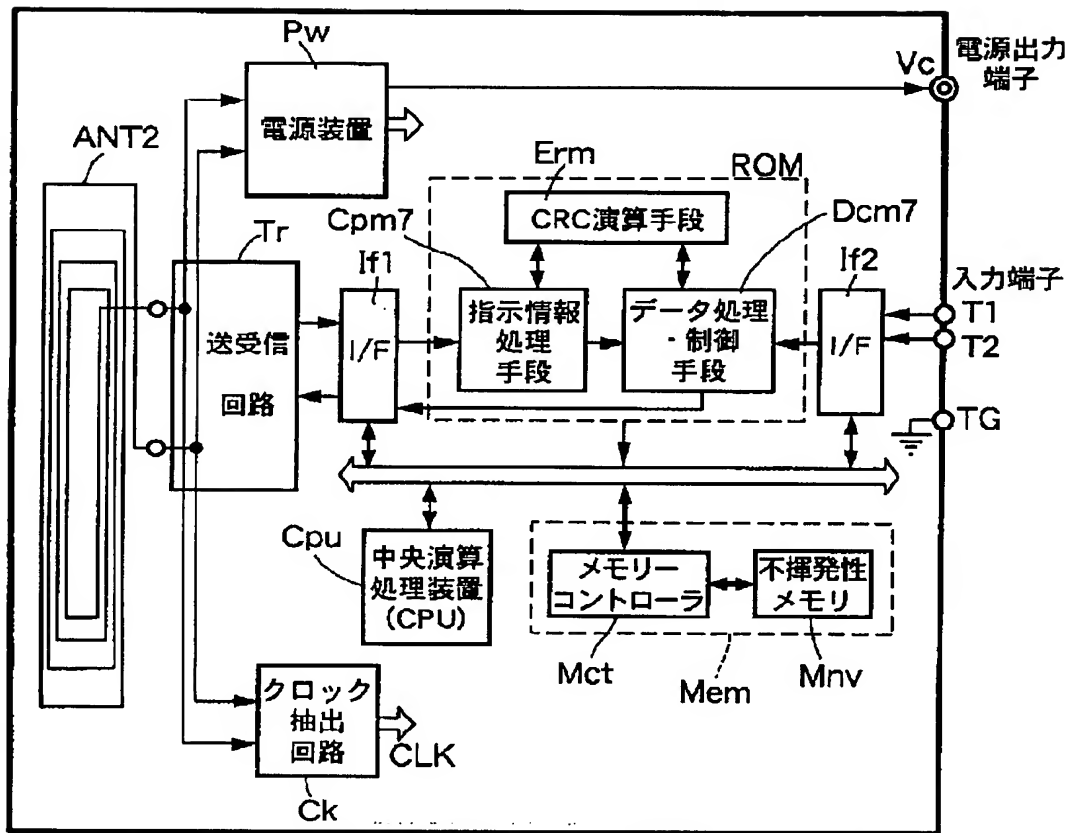 Pw
電源装置
Vc
電源出力
端子
ANT2
Erm
ROM
CRC演算手段
Cpm7
Dcm7
Tr
If1
If2
入力端子
送受信
回路
I/F
指示情報
処理
手段
データ処理
・制御
手段
I/F
T1
T2
TG
Cpu
中央演算
処理装置
(CPU)
メモリー
コントローラ
不揮発性
メモリ
Mct
Mem
Mnv
クロック
抽出
回路
CLK
Ck